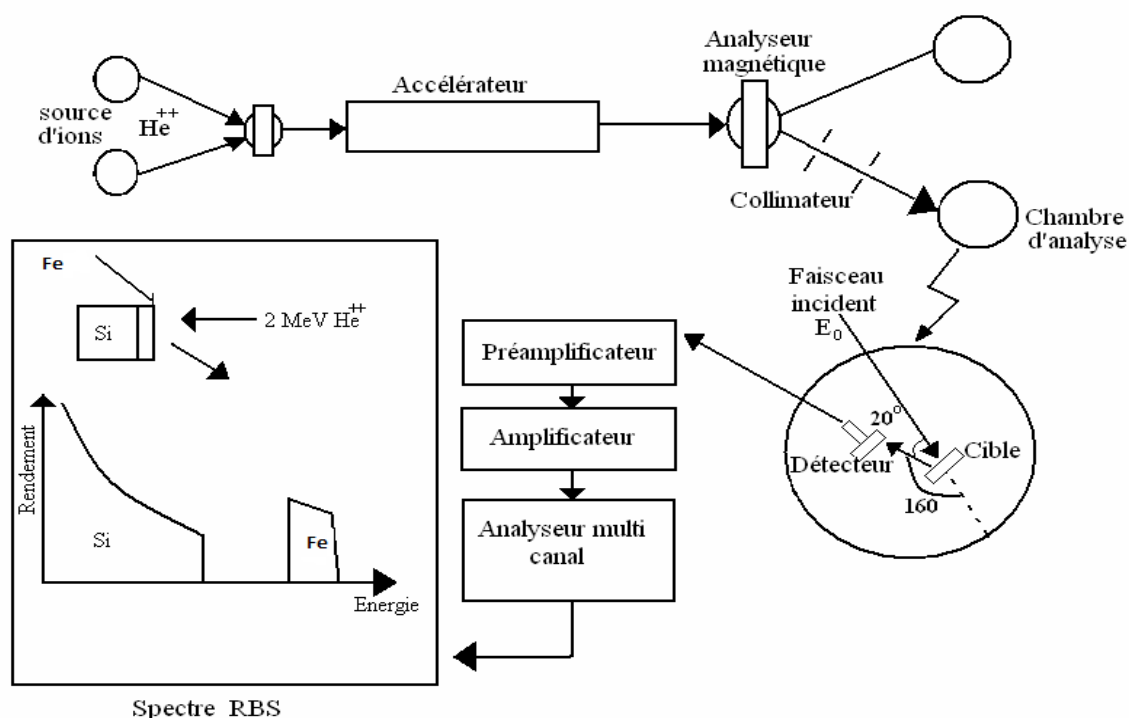 Analyseur
magnétique
Accélérateur
source
d'ions
He++
Collimateur
Chambre
d'analyse
Faisceau
incident
E0
20°
Cible
Détecteur
160
Préamplificateur
Amplificateur
Analyseur multi
canal
Fe
Si
2 MeV He++
Rendement
Si
Fe
Energie
Spectre RBS